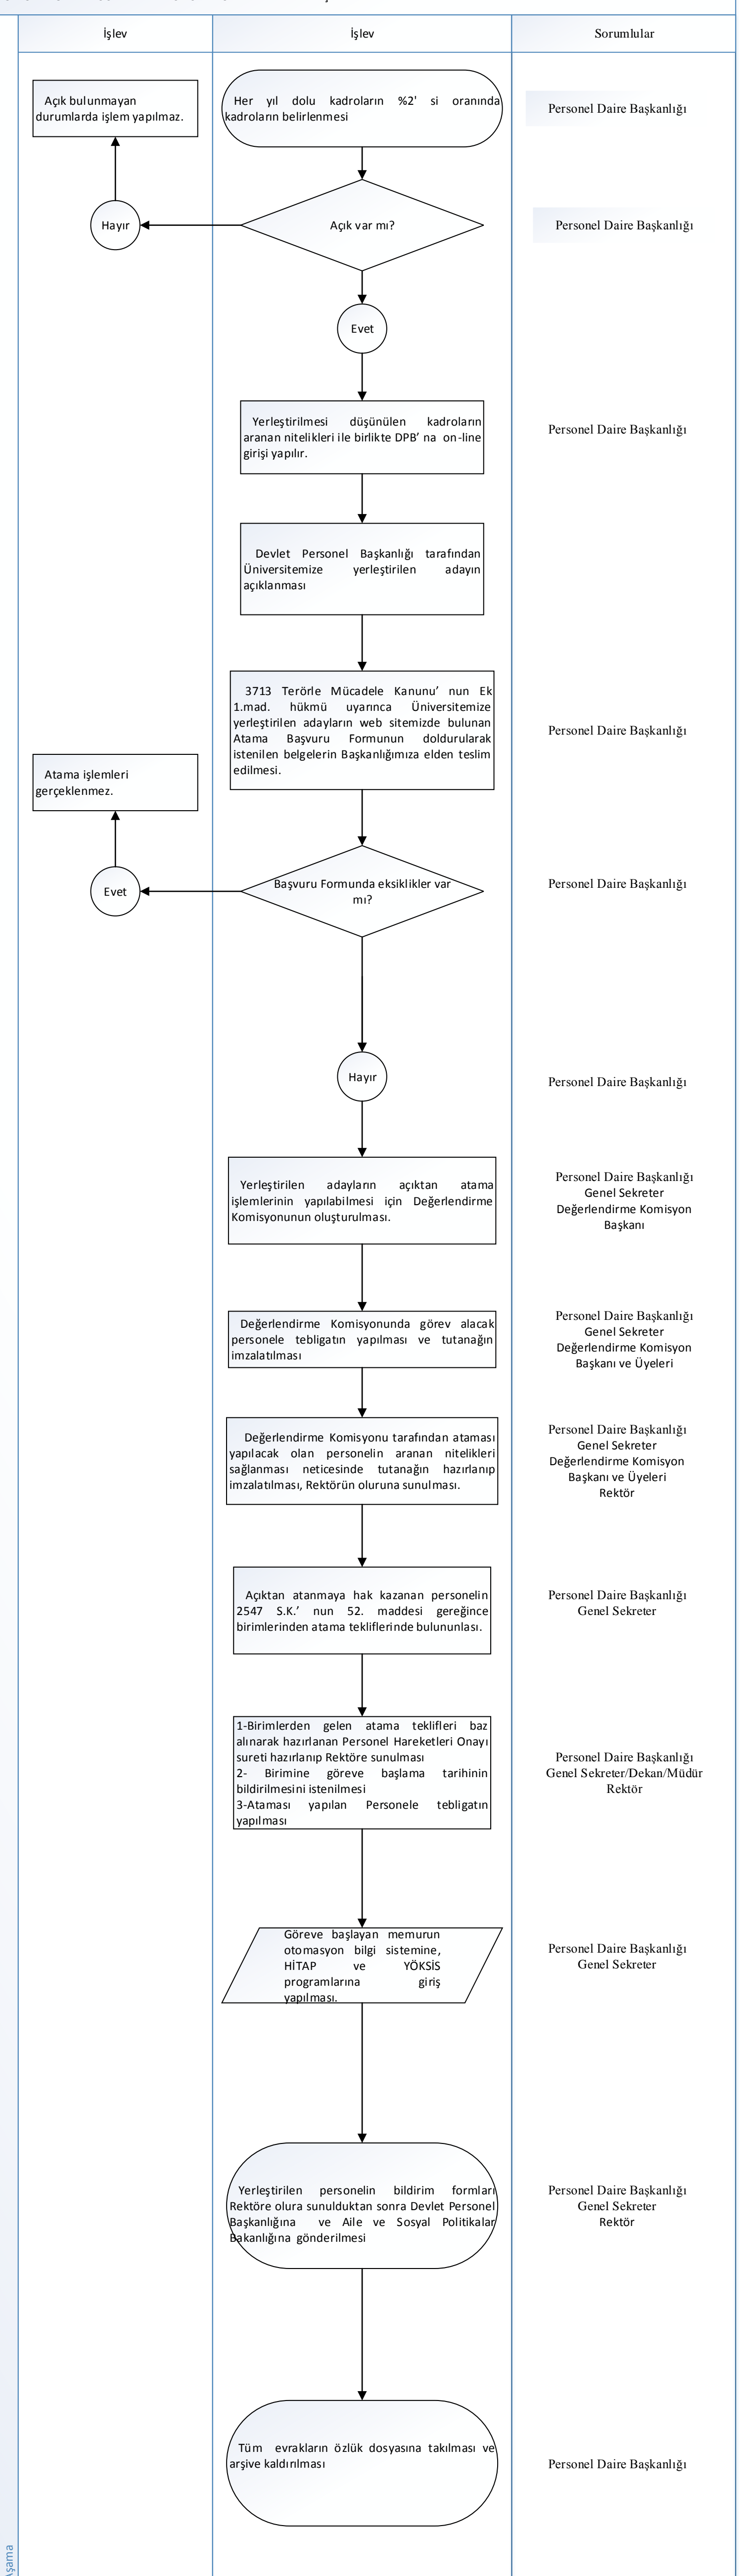 İşlev
İşlev
Sorumlular
Açık bulunmayan
durumlarda işlem yapılmaz.
Her yıl dolu kadroların %2' si oranında
kadroların belirlenmesi
Personel Daire Başkanlığı
Hayır
Açık var mı?
Personel Daire Başkanlığı
Evet
Yerleştirilmesi düşünülen kadroların
aranan nitelikleri ile birlikte DPB’ na on-line
girişi yapılır.
Personel Daire Başkanlığı
Devlet Personel Başkanlığı tarafından
Üniversitemize yerleştirilen adayın
açıklanması
3713 Terörle Mücadele Kanunu’ nun Ek
1.mad. hükmü uyarınca Üniversitemize
yerleştirilen adayların web sitemizde bulunan
Atama Başvuru Formunun doldurularak
istenilen belgelerin Başkanlığımıza elden teslim
edilmesi.
Personel Daire Başkanlığı
Atama işlemleri
gerçeklenmez.
Evet
Başvuru Formunda eksiklikler var
mı?
Personel Daire Başkanlığı
Hayır
Personel Daire Başkanlığı
Yerleştirilen adayların açıktan atama
işlemlerinin yapılabilmesi için Değerlendirme
Komisyonunun oluşturulması.
Personel Daire Başkanlığı
Genel Sekreter
Değerlendirme Komisyon
Başkanı
Değerlendirme Komisyonunda görev alacak
personele tebligatın yapılması ve tutanağın
imzalatılması
Personel Daire Başkanlığı
Genel Sekreter
Değerlendirme Komisyon
Başkanı ve Üyeleri
Değerlendirme Komisyonu tarafından ataması
yapılacak olan personelin aranan nitelikleri
sağlanması neticesinde tutanağın hazırlanıp
imzalatılması, Rektörün oluruna sunulması.
Personel Daire Başkanlığı
Genel Sekreter
Değerlendirme Komisyon
Başkanı ve Üyeleri
Rektör
Açıktan atanmaya hak kazanan personelin
2547 S.K.’ nun 52. maddesi gereğince
birimlerinden atama tekliflerinde bulununlası.
Personel Daire Başkanlığı
Genel Sekreter
1-Birimlerden gelen atama teklifleri baz
alınarak hazırlanan Personel Hareketleri Onayı
sureti hazırlanıp Rektöre sunulması
2- Birimine göreve başlama tarihinin
bildirilmesini istenilmesi
3-Ataması yapılan Personele tebligatın
yapılması
Personel Daire Başkanlığı
Genel Sekreter/Dekan/Müdür
Rektör
Göreve başlayan memurun
otomasyon bilgi sistemine,
HİTAP ve YÖKSİS
programlarına giriş
yapılması.
Personel Daire Başkanlığı
Genel Sekreter
Yerleştirilen personelin bildirim formları
Rektöre olura sunulduktan sonra Devlet Personel
Başkanlığına ve Aile ve Sosyal Politikalar
Bakanlığına gönderilmesi
Personel Daire Başkanlığı
Genel Sekreter
Rektör
Tüm evrakların özlük dosyasına takılması ve
arşive kaldırılması
Personel Daire Başkanlığı
Aşama